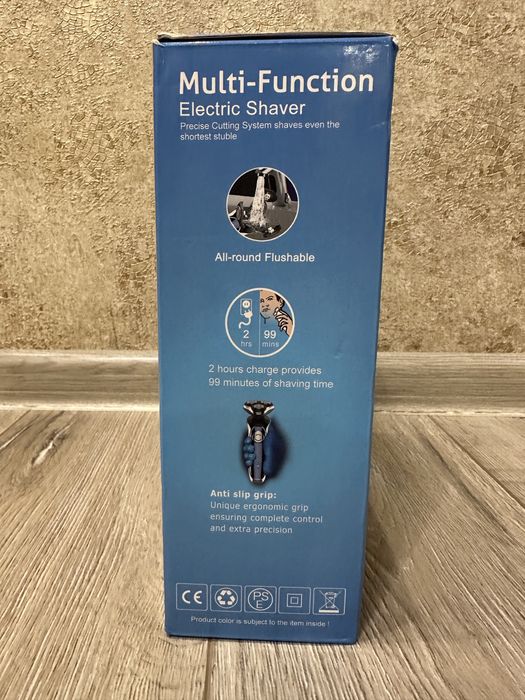 Multi-Function
Electric Shaver
Precise Cutting System shaves even the
shortest stuble
All-round Flushable
2 99
hrs mins
2 hours charge provides
99 minutes of shaving time
Anti slip grip:
Unique ergonomic grip
ensuring complete control
and extra precision
CE PS
E
Product color is subject to the item inside !